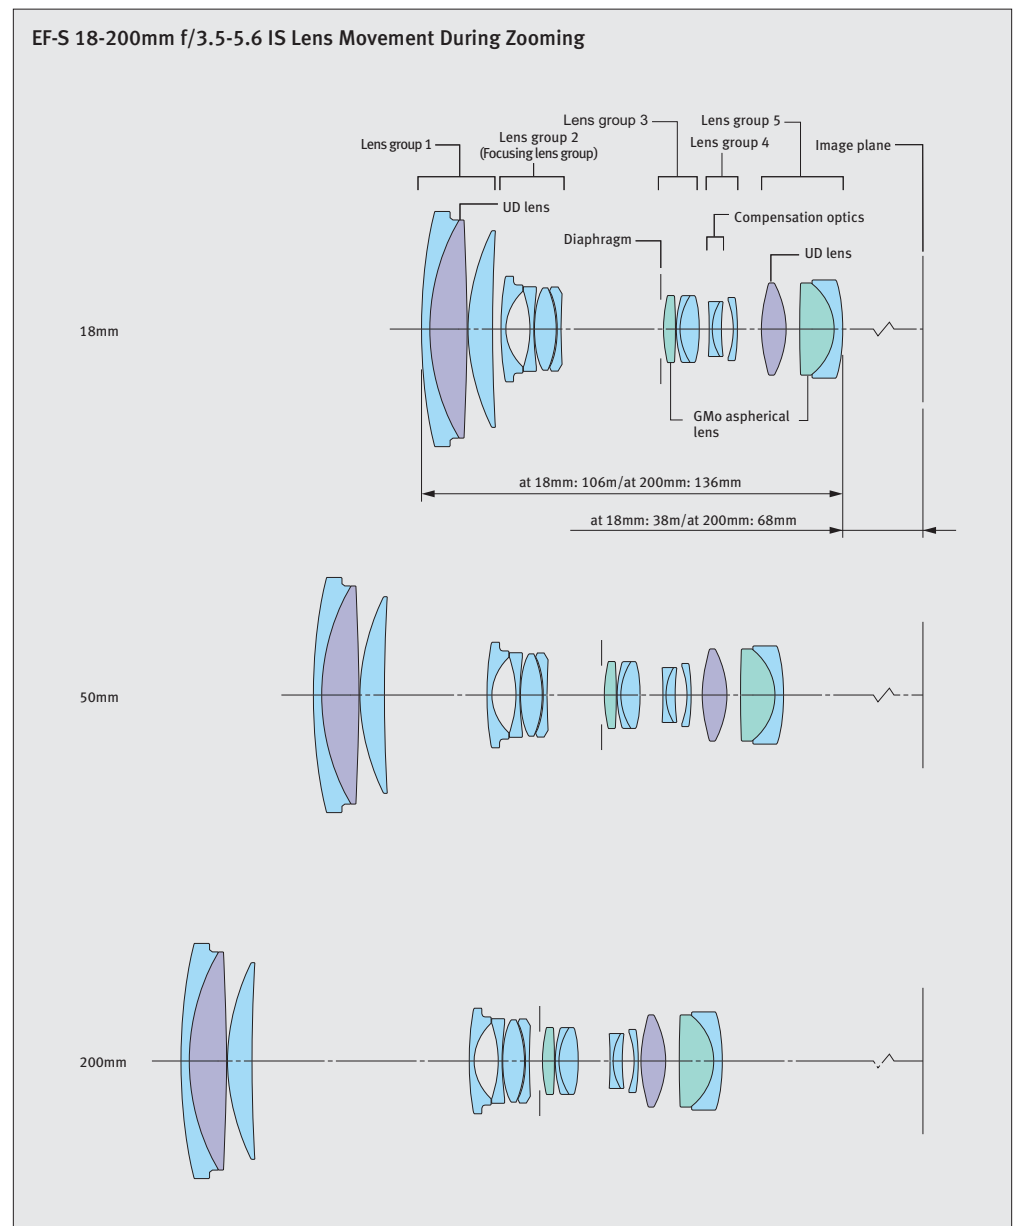 EF-S 18-200mm f/3.5-5.6 IS Lens Movement During Zooming
Lens group 1
Lens group 2
(Focusing lens group)
Lens group 3
Lens group 5
Lens group 4
Image plane
UD lens
Compensation optics
Diaphragm
UD lens
18mm
GMo aspherical
lens
at 18mm: 106m/at 200mm: 136mm
at 18mm: 38m/at 200mm: 68mm
50mm
200mm